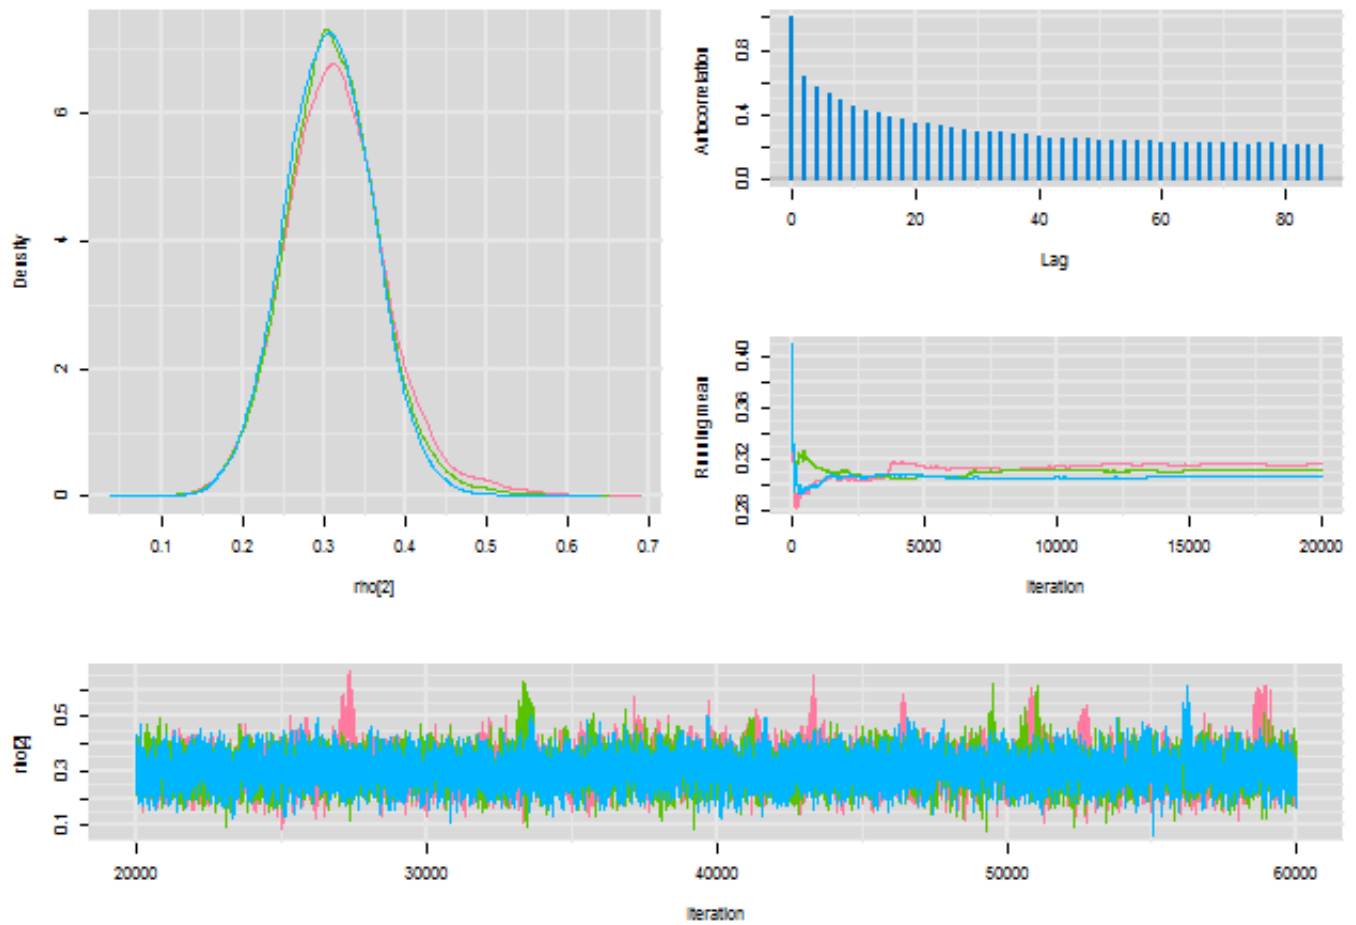 Density
6
4
2
0
0.1 0.2 0.3 0.4 0.5 0.6 0.7
rho[2]
Autocorrelation
0.8
0.4
0.0
0 20 40 60 80
Lag
Running mean
0.40
0.36
0.32
0.28
0 5000 10000 15000 20000
Iteration
rho[2]
0.5
0.3
0.1
20000 30000 40000 50000 60000
Iteration